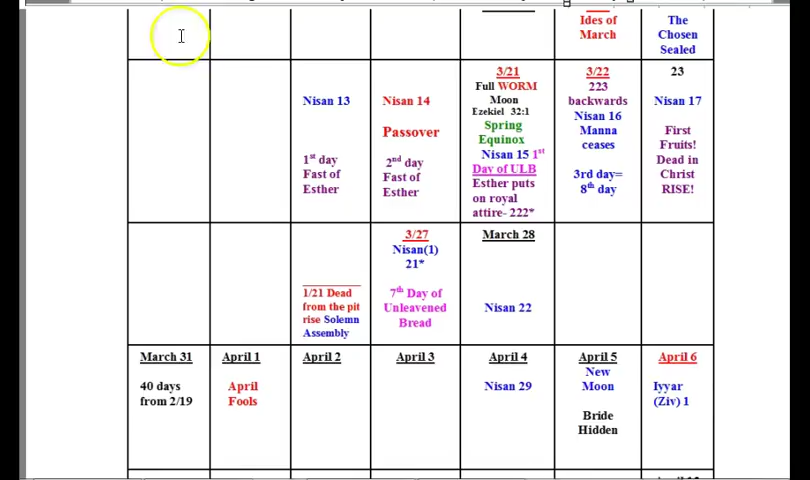 Ides of
March
The
Chosen
Sealed
Nisan 13
1st day
Fast of
Esther
Nisan 14
Passover
2nd day
Fast of
Esther
3/21
Full WORM
Moon
Ezekiel 32:1
Spring
Equinox
Nisan 15 1st
Day of ULB
Esther puts
on royal
attire- 222*
3/22
223
backwards
Nisan 16
Manna
ceases
3rd day=
8th day
23
Nisan 17
First
Fruits!
Dead in
Christ
RISE!
1/21 Dead
from the pit
rise Solemn
Assembly
3/27
Nisan(1)
21*
7th Day of
Unleavened
Bread
March 28
Nisan 22
March 31
40 days
from 2/19
April 1
April
Fools
April 2
April 3
April 4
Nisan 29
April 5
New
Moon
Bride
Hidden
April 6
Iyyar
(Ziv) 1